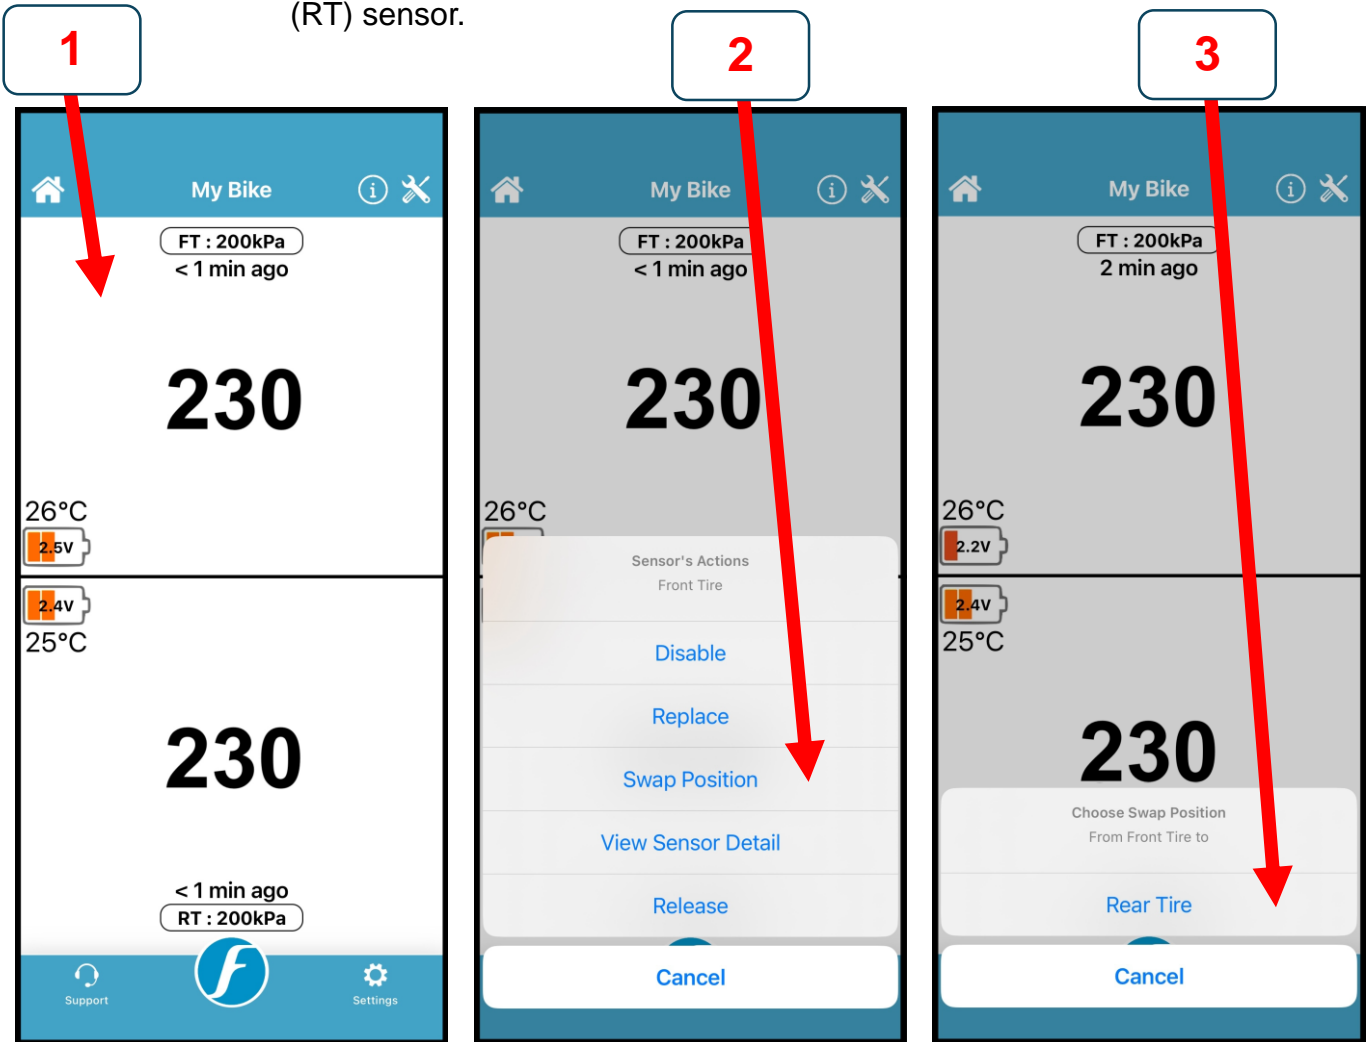 (RT) sensor.
1
2
3
My Bike
FT : 200kPa
< 1 min ago
230
26°C
2.5V
2.4V
25°C
230
< 1 min ago
RT : 200kPa
Support
Settings
My Bike
FT : 200kPa
< 1 min ago
230
26°C
Sensor's Actions
Front Tire
Disable
Replace
Swap Position
View Sensor Detail
Release
Cancel
My Bike
FT : 200kPa
2 min ago
230
26°C
2.2V
2.4V
25°C
230
Choose Swap Position
From Front Tire to
Rear Tire
Cancel